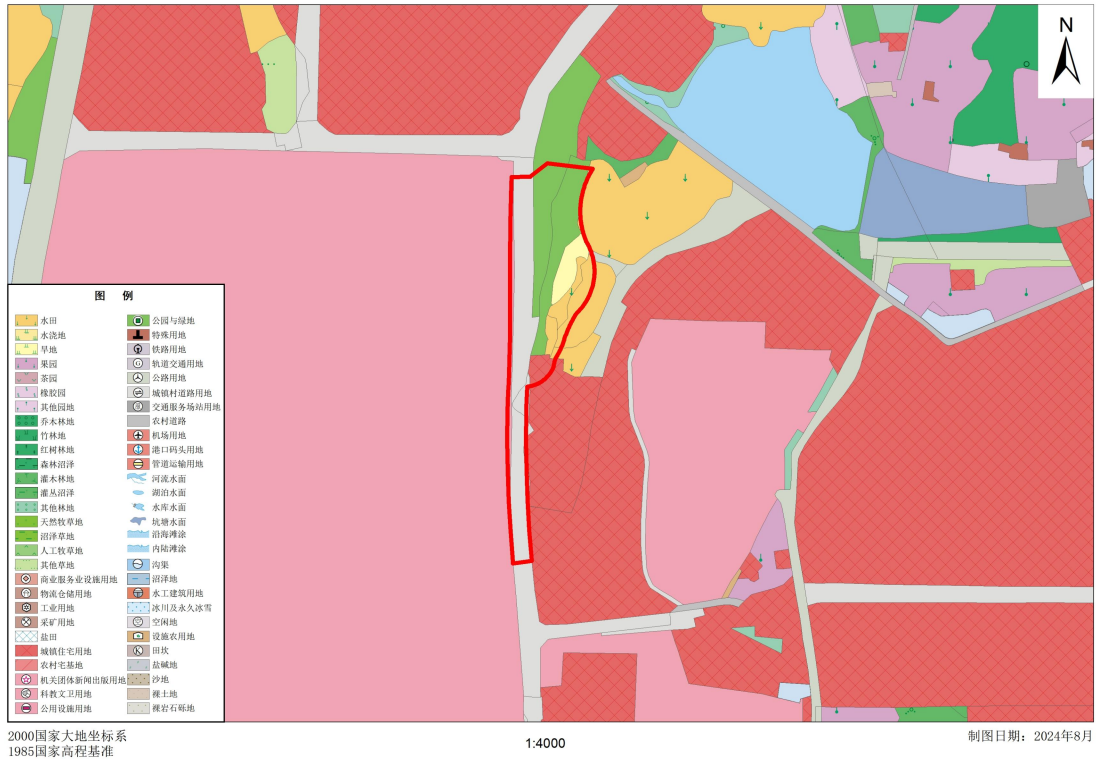 N
图 例
水田
水浇地
旱地
果园
茶园
橡胶园
其他园地
乔木林地
竹林地
红树林地
森林沼泽
灌木林地
灌丛沼泽
其他林地
天然牧草地
沼泽草地
人工牧草地
其他草地
商业服务业设施用地
物流仓储用地
工业用地
采矿用地
盐田
城镇住宅用地
农村宅基地
机关团体新闻出版用地
科教文卫用地
公用设施用地
公园与绿地
特殊用地
铁路用地
轨道交通用地
公路用地
城镇村道路用地
交通服务场站用地
农村道路
机场用地
港口码头用地
管道运输用地
河流水面
湖泊水面
水库水面
坑塘水面
沿海滩涂
内陆滩涂
沟渠
沼泽地
水工建筑用地
冰川及永久冰雪
空闲地
设施农用地
田坎
盐碱地
沙地
裸土地
裸岩石砾地
2000国家大地坐标系
1985国家高程基准
1:4000
制图日期：2024年8月